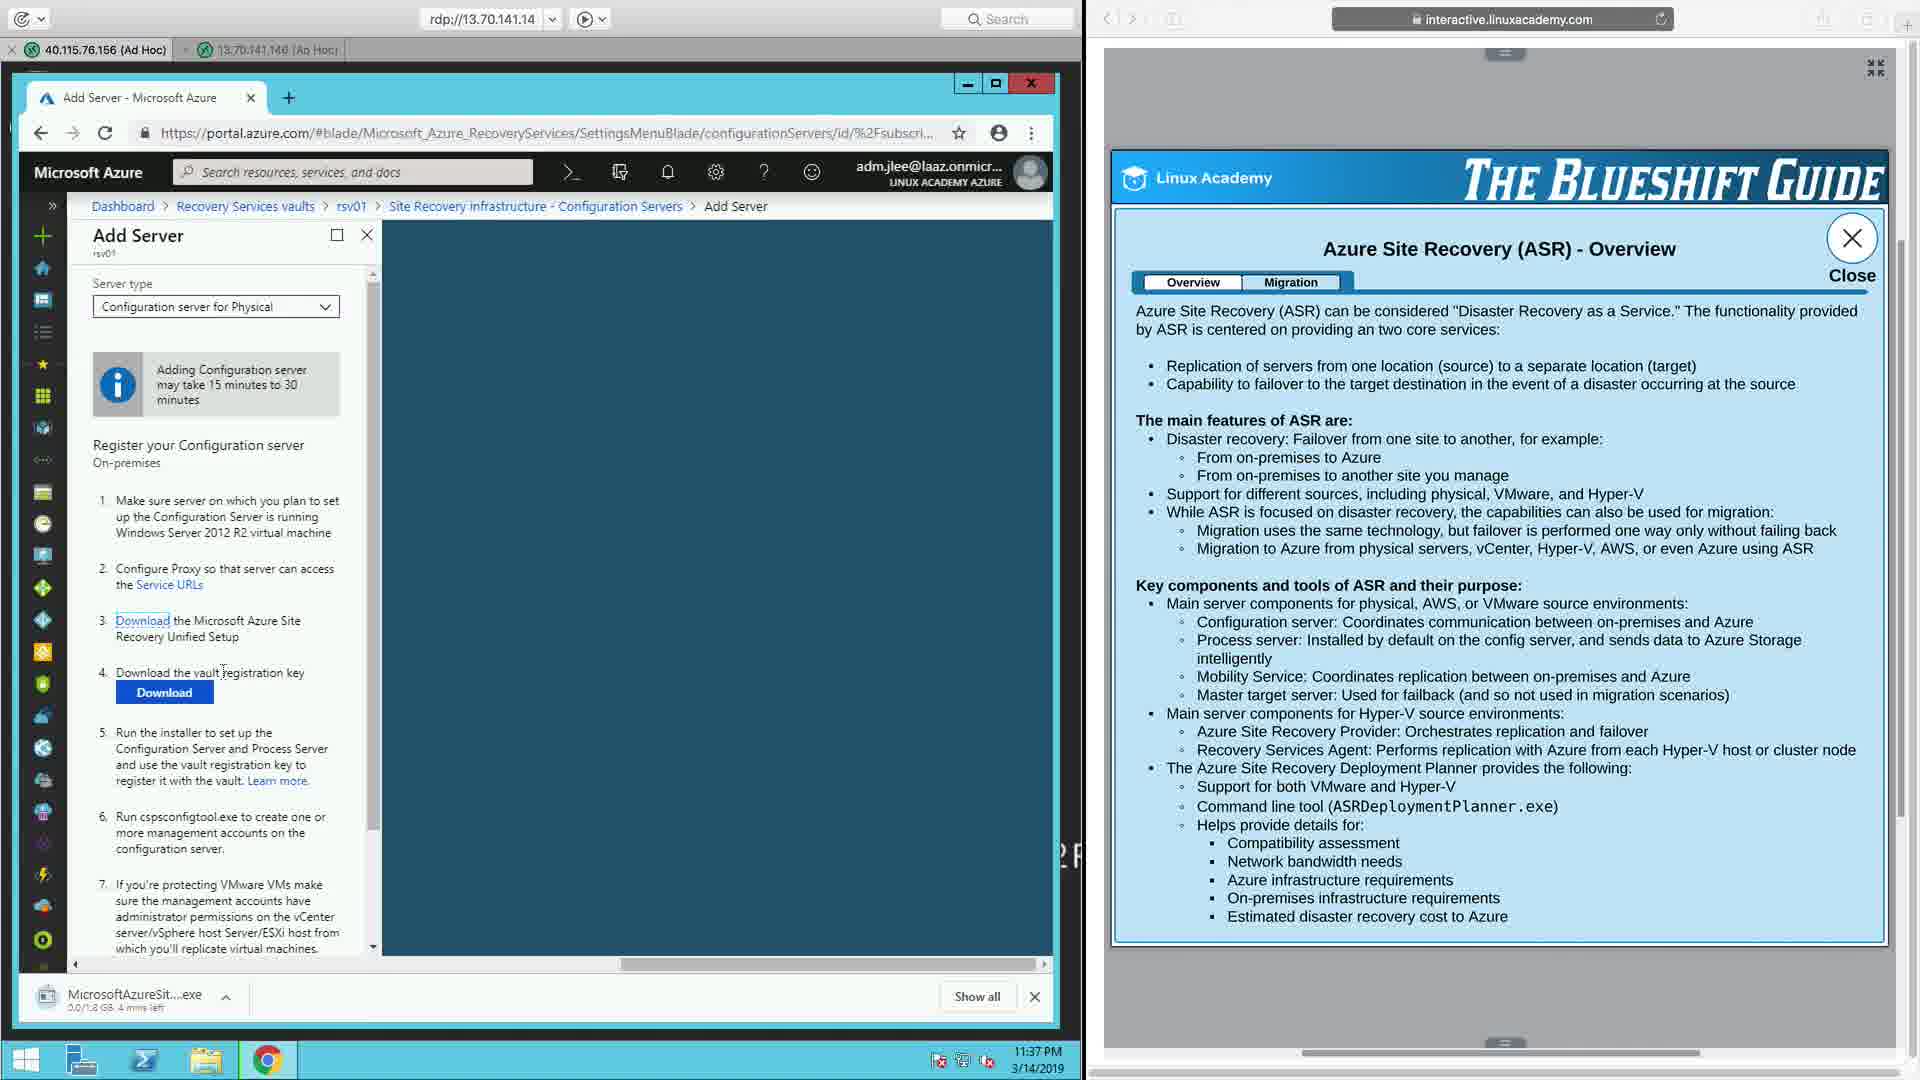 rdp://13.70.141.14
Search
interactive.linuxacademy.com
40.115.76.156 (Ad Hoc)
13.70.141.146 (Ad Hoc)
Add Server - Microsoft Azure
https://portal.azure.com/#blade/Microsoft_Azure_RecoveryServices/SettingsMenuBlade/configurationServers/id/%2Fsubscri...
Microsoft Azure
Search resources, services, and docs
adm.jlee@laaz.onmicr...
LINUX ACADEMY AZURE
Dashboard > Recovery Services vaults > rsv01 > Site Recovery infrastructure - Configuration Servers > Add Server
Add Server
rsv01
Server type
Configuration server for Physical
Adding Configuration server
may take 15 minutes to 30
minutes
Register your Configuration server
On-premises
1. Make sure server on which you plan to set
up the Configuration Server is running
Windows Server 2012 R2 virtual machine
2. Configure Proxy so that server can access
the Service URLs
3. Download the Microsoft Azure Site
Recovery Unified Setup
4. Download the vault registration key
Download
5. Run the installer to set up the
Configuration Server and Process Server
and use the vault registration key to
register it with the vault. Learn more.
6. Run cspsconfigtool.exe to create one or
more management accounts on the
configuration server.
7. If you're protecting VMware VMs make
sure the management accounts have
administrator permissions on the vCenter
server/vSphere host Server/ESXi host from
which you'll replicate virtual machines.
MicrosoftAzureSit....exe
0.0/1.8 GB, 4 mins left
Show all
11:37 PM
3/14/2019
Linux Academy
THE BLUESHIFT GUIDE
Azure Site Recovery (ASR) - Overview
Close
Overview
Migration
Azure Site Recovery (ASR) can be considered "Disaster Recovery as a Service." The functionality provided
by ASR is centered on providing an two core services:
• Replication of servers from one location (source) to a separate location (target)
• Capability to failover to the target destination in the event of a disaster occurring at the source
The main features of ASR are:
• Disaster recovery: Failover from one site to another, for example:
◦ From on-premises to Azure
◦ From on-premises to another site you manage
• Support for different sources, including physical, VMware, and Hyper-V
• While ASR is focused on disaster recovery, the capabilities can also be used for migration:
◦ Migration uses the same technology, but failover is performed one way only without failing back
◦ Migration to Azure from physical servers, vCenter, Hyper-V, AWS, or even Azure using ASR
Key components and tools of ASR and their purpose:
• Main server components for physical, AWS, or VMware source environments:
◦ Configuration server: Coordinates communication between on-premises and Azure
◦ Process server: Installed by default on the config server, and sends data to Azure Storage
intelligently
◦ Mobility Service: Coordinates replication between on-premises and Azure
◦ Master target server: Used for failback (and so not used in migration scenarios)
• Main server components for Hyper-V source environments:
◦ Azure Site Recovery Provider: Orchestrates replication and failover
◦ Recovery Services Agent: Performs replication with Azure from each Hyper-V host or cluster node
• The Azure Site Recovery Deployment Planner provides the following:
◦ Support for both VMware and Hyper-V
◦ Command line tool (ASRDeploymentPlanner.exe)
◦ Helps provide details for:
▪ Compatibility assessment
▪ Network bandwidth needs
▪ Azure infrastructure requirements
▪ On-premises infrastructure requirements
▪ Estimated disaster recovery cost to Azure